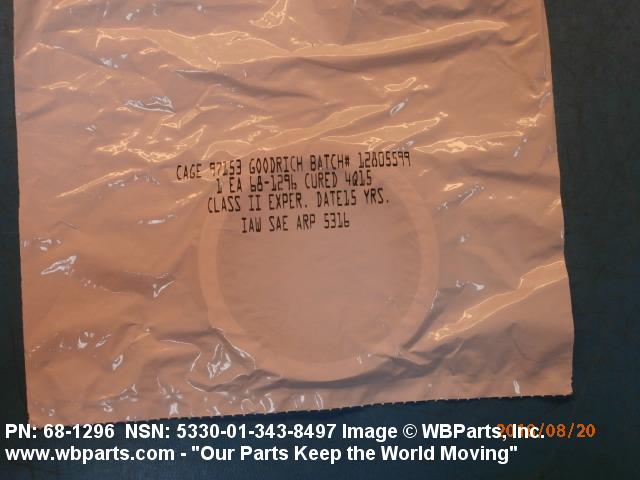 CAGE 97153 GOODRICH BATCH# 12805599
1 EA 68-1296 CURED 4Q15
CLASS II EXPER. DATE15 YRS.
IAW SAE ARP 5316
PN: 68-1296 NSN: 5330-01-343-8497 Image © WBParts, Inc.
/08/20
www.wbparts.com - "Our Parts Keep the World Moving"